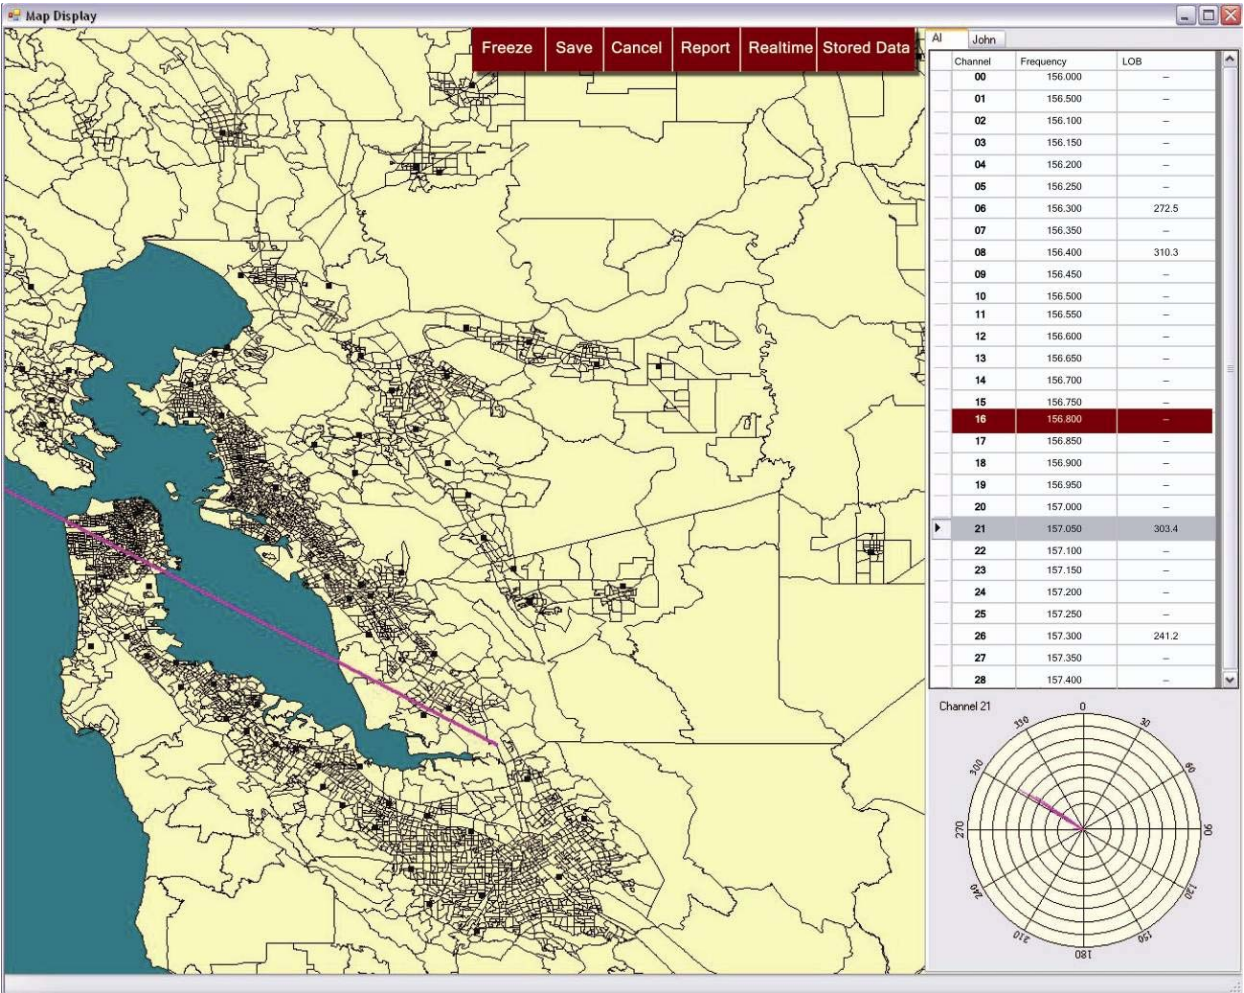 Map Display
Freeze Save Cancel Report Realtime Stored Data
Al John
Channel Frequency LOB
00 156.000 –
01 156.500 –
02 156.100 –
03 156.150 –
04 156.200 –
05 156.250 –
06 156.300 272.5
07 156.350 –
08 156.400 310.3
09 156.450 –
10 156.500 –
11 156.550 –
12 156.600 –
13 156.650 –
14 156.700 –
15 156.750 –
16 156.800 –
17 156.850 –
18 156.900 –
19 156.950 –
20 157.000 –
21 157.050 303.4
22 157.100 –
23 157.150 –
24 157.200 –
25 157.250 –
26 157.300 241.2
27 157.350 –
28 157.400 –
Channel 21
0
330 30
300 60
270 90
240 120
210 150
180